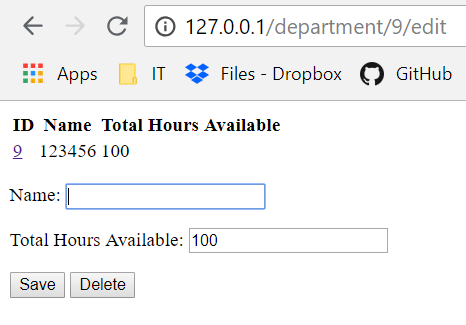 127.0.0.1/department/9/edit
Apps IT Files - Dropbox GitHub
ID Name Total Hours Available
9 123456 100
Name:
Total Hours Available: 100
Save Delete